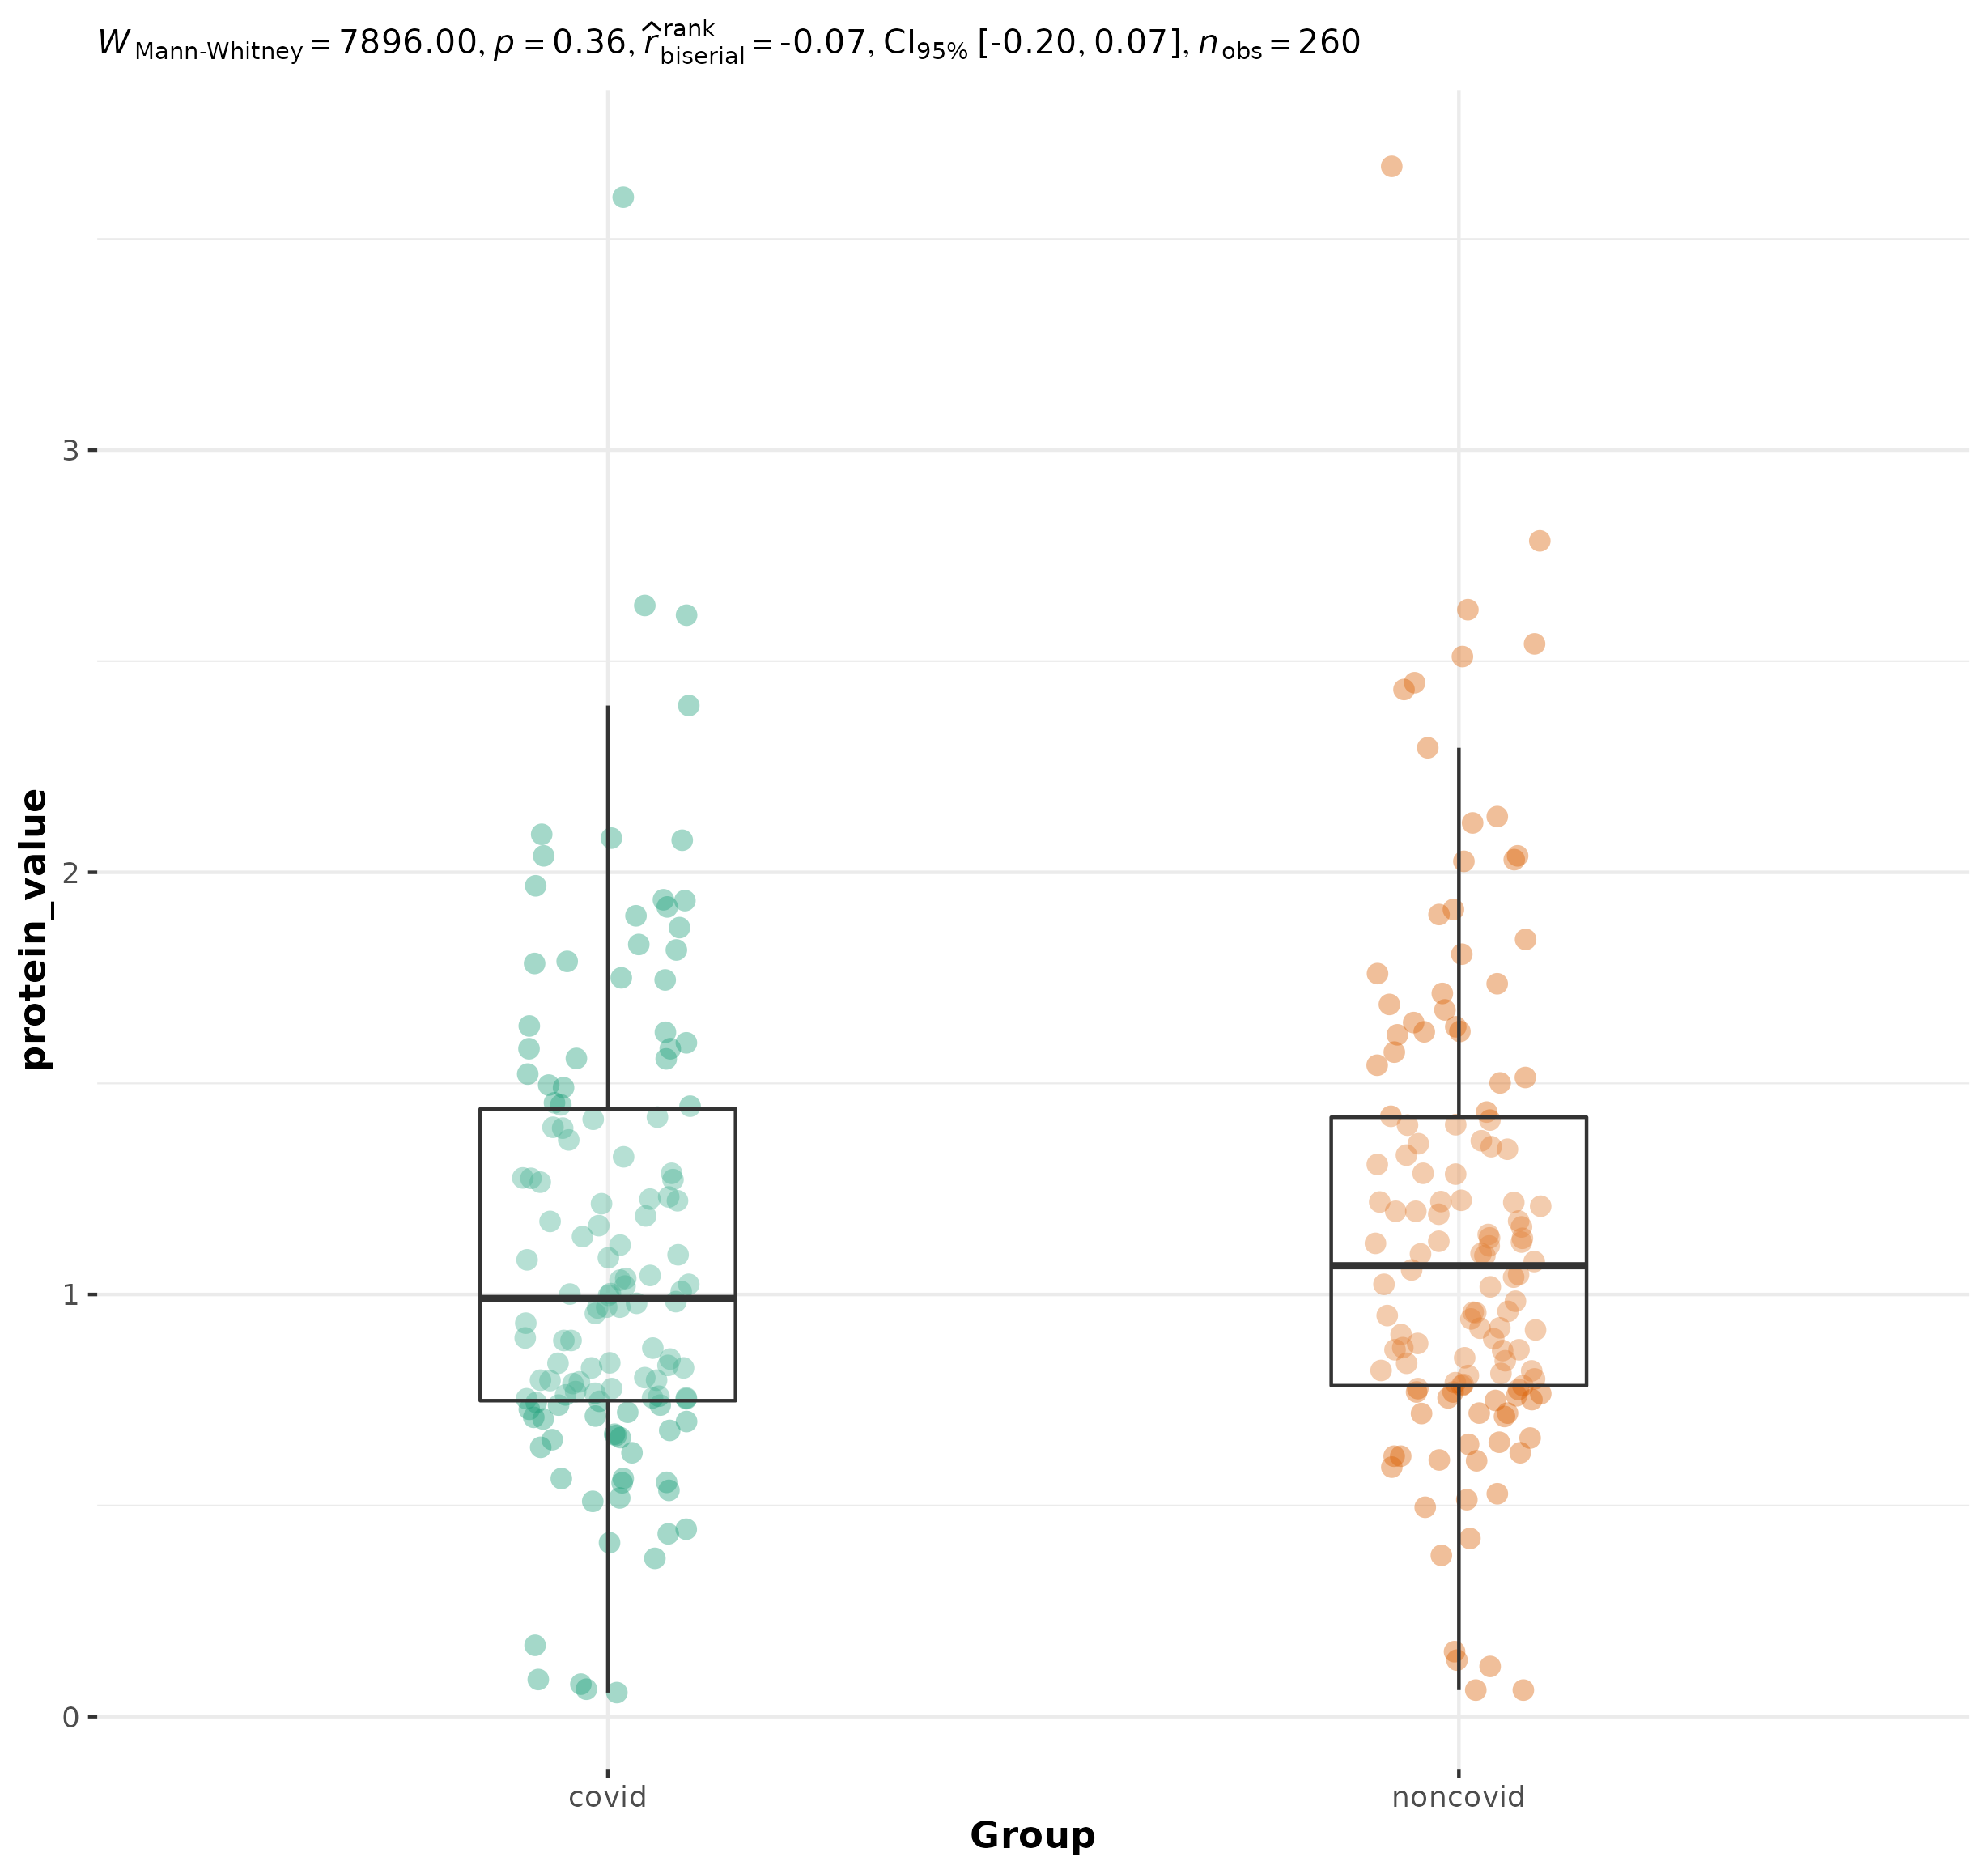 W Mann-Whitney = 7896.00, p = 0.36, r̂ rank biserial = -0.07, CI95% [-0.20, 0.07], nobs = 260
protein_value
3
2
1
0
covid noncovid
Group